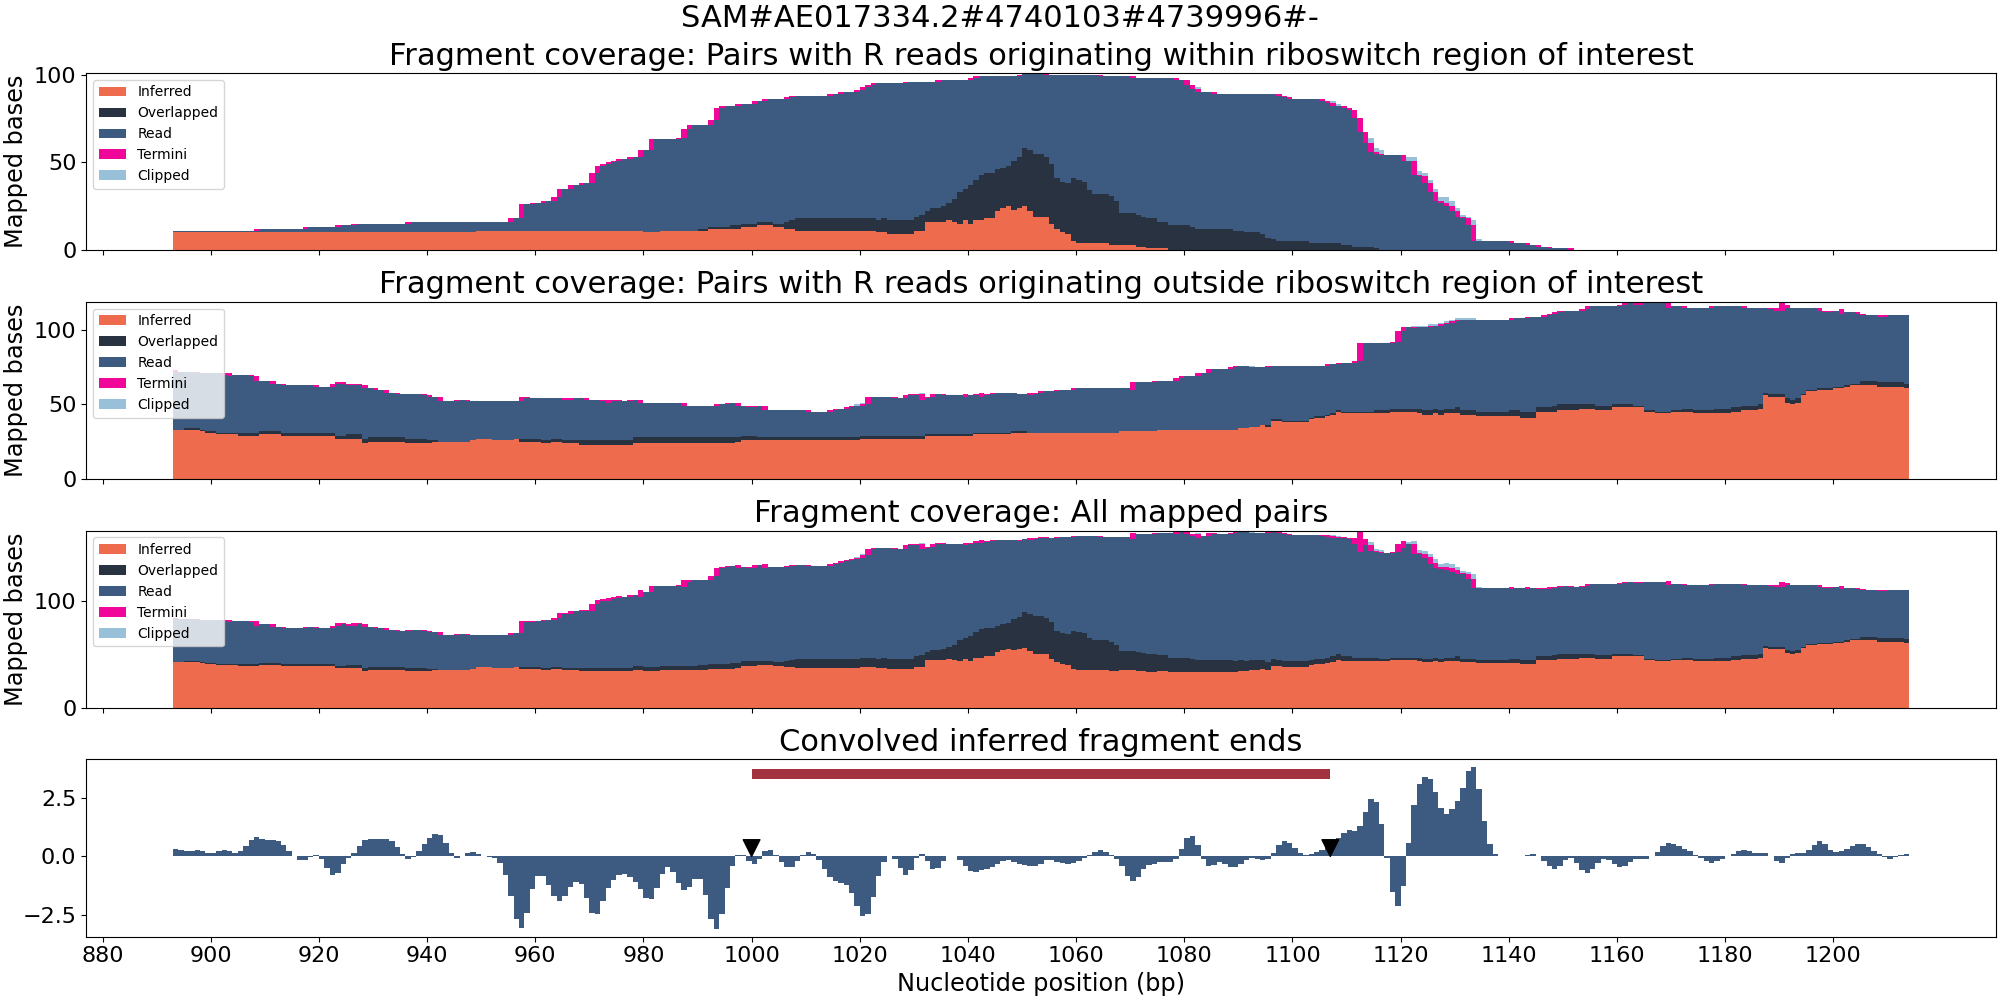 SAM#AE017334.2#4740103#4739996#-
Fragment coverage: Pairs with R reads originating within riboswitch region of interest
Mapped bases
100
50
0
Inferred
Overlapped
Read
Termini
Clipped
Fragment coverage: Pairs with R reads originating outside riboswitch region of interest
Mapped bases
100
50
0
Inferred
Overlapped
Read
Termini
Clipped
Fragment coverage: All mapped pairs
Mapped bases
100
0
Inferred
Overlapped
Read
Termini
Clipped
Convolved inferred fragment ends
2.5
0.0
−2.5
880 900 920 940 960 980 1000 1020 1040 1060 1080 1100 1120 1140 1160 1180 1200
Nucleotide position (bp)